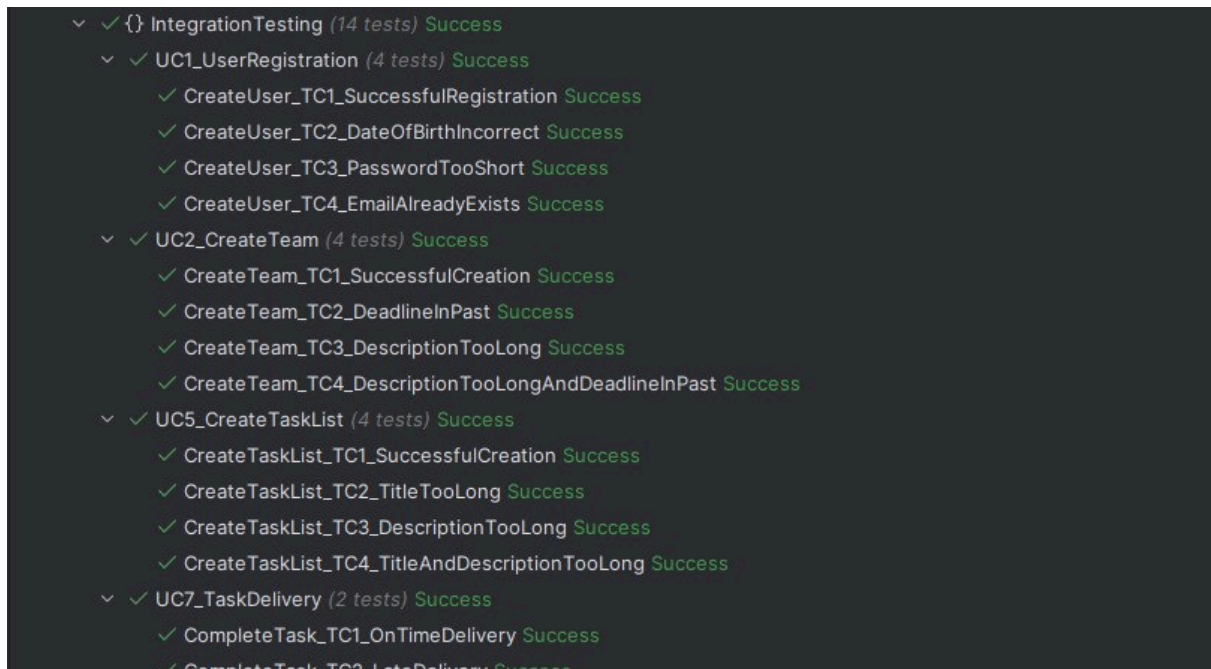 {} IntegrationTesting (14 tests) Success
UC1_UserRegistration (4 tests) Success
CreateUser_TC1_SuccessfulRegistration Success
CreateUser_TC2_DateOfBirthIncorrect Success
CreateUser_TC3_PasswordTooShort Success
CreateUser_TC4_EmailAlreadyExists Success
UC2_CreateTeam (4 tests) Success
CreateTeam_TC1_SuccessfulCreation Success
CreateTeam_TC2_DeadlineInPast Success
CreateTeam_TC3_DescriptionTooLong Success
CreateTeam_TC4_DescriptionTooLongAndDeadlineInPast Success
UC5_CreateTaskList (4 tests) Success
CreateTaskList_TC1_SuccessfulCreation Success
CreateTaskList_TC2_TitleTooLong Success
CreateTaskList_TC3_DescriptionTooLong Success
CreateTaskList_TC4_TitleAndDescriptionTooLong Success
UC7_TaskDelivery (2 tests) Success
CompleteTask_TC1_OnTimeDelivery Success
CompleteTask_TC2_LateDelivery Success